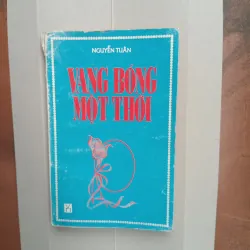 NGUYỄN TUÂN
VANG BÓNG
MỘT THỜI